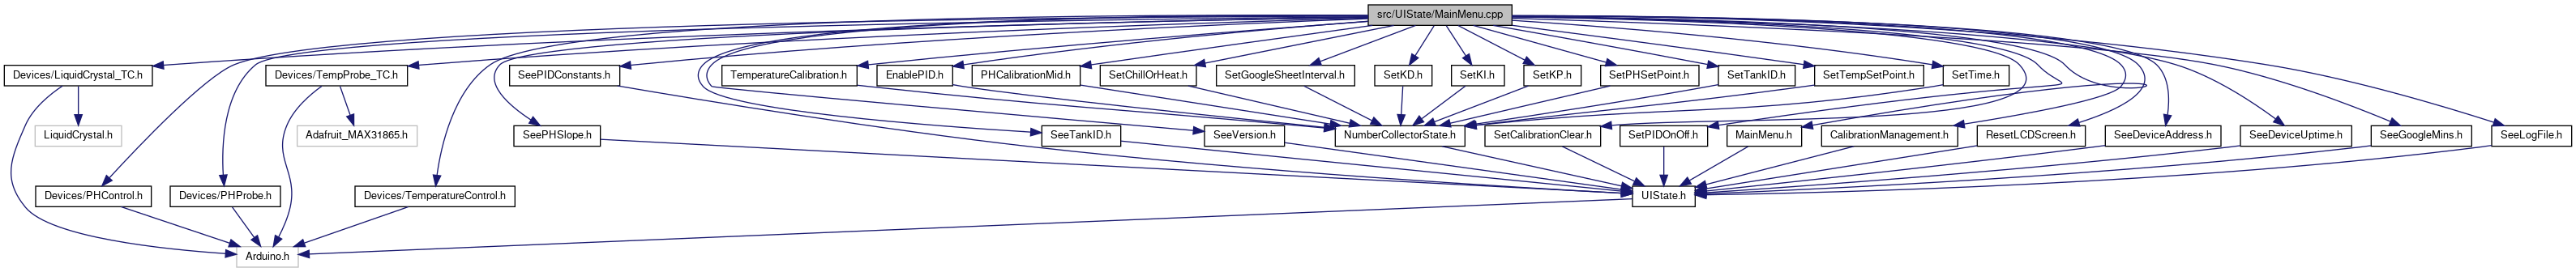 src/UIState/MainMenu.cpp
Devices/LiquidCrystal_TC.h
Devices/TempProbe_TC.h
SeePIDConstants.h
TemperatureCalibration.h
EnablePID.h
PHCalibrationMid.h
SetChillOrHeat.h
SetGoogleSheetInterval.h
SetKD.h
SetKI.h
SetKP.h
SetPHSetPoint.h
SetTankID.h
SetTempSetPoint.h
SetTime.h
LiquidCrystal.h
Adafruit_MAX31865.h
SeePHSlope.h
SeeTankID.h
SeeVersion.h
NumberCollectorState.h
SetCalibrationClear.h
SetPIDOnOff.h
MainMenu.h
CalibrationManagement.h
ResetLCDScreen.h
SeeDeviceAddress.h
SeeDeviceUptime.h
SeeGoogleMins.h
SeeLogFile.h
Devices/PHControl.h
Devices/PHProbe.h
Devices/TemperatureControl.h
UIState.h
Arduino.h